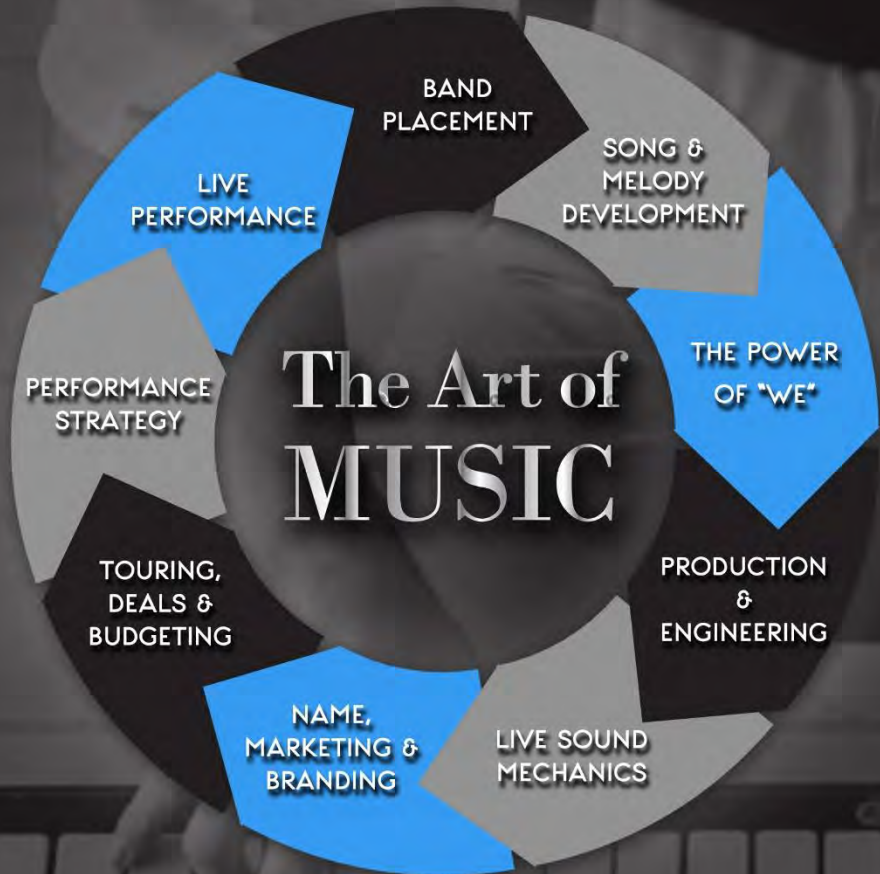 The Art of
MUSIC
BAND
PLACEMENT
SONG &
MELODY
DEVELOPMENT
THE POWER
OF "WE"
PRODUCTION
&
ENGINEERING
LIVE SOUND
MECHANICS
NAME,
MARKETING &
BRANDING
TOURING,
DEALS &
BUDGETING
PERFORMANCE
STRATEGY
LIVE
PERFORMANCE